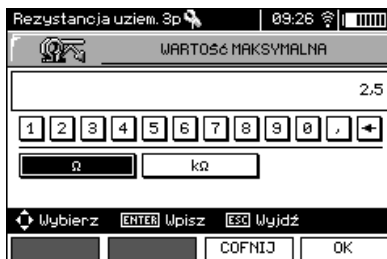 Rezystancja uziem. 3p 09:26
WARTOŚĆ MAKSYMALNA
2,5
1 2 3 4 5 6 7 8 9 0 ,
Ω kΩ
Wybierz ENTER Wpisz ESC Wyjdź
COFNIJ OK